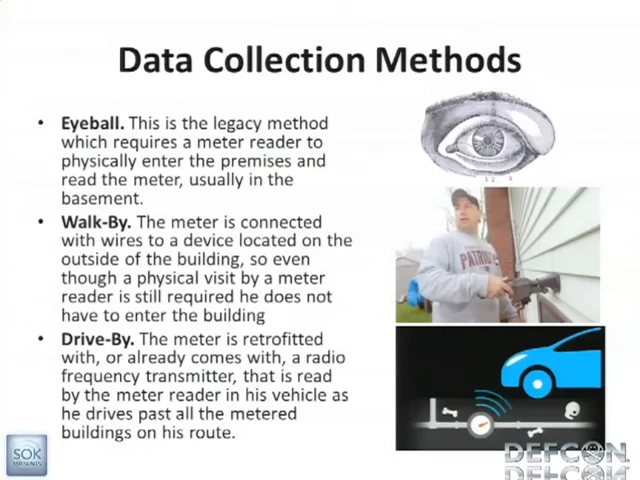 Data Collection Methods
• Eyeball. This is the legacy method
which requires a meter reader to
physically enter the premises and
read the meter, usually in the
basement.
• Walk-By. The meter is connected
with wires to a device located on the
outside of the building, so even
though a physical visit by a meter
reader is still required he does not
have to enter the building
• Drive-By. The meter is retrofitted
with, or already comes with, a radio
frequency transmitter, that is read
by the meter reader in his vehicle as
he drives past all the metered
buildings on his route.
1 2
PATRIOTS
SOK
PRESENTS
DEFCON